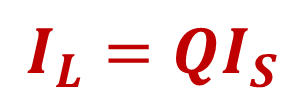 I_L = QI_S